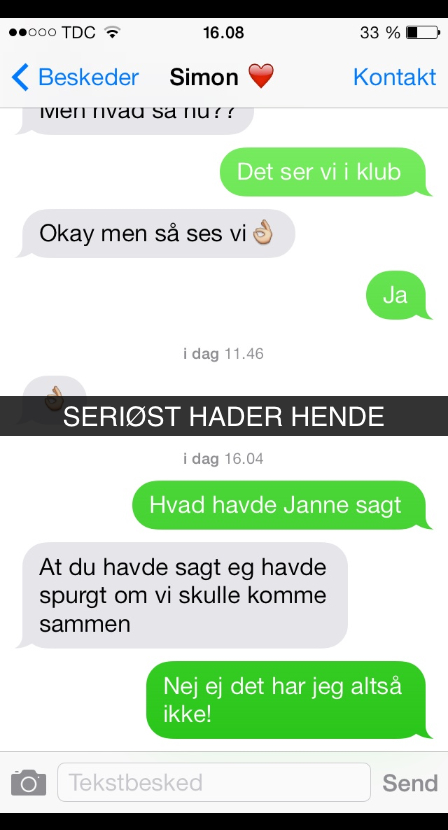 TDC 16.08 33 %
Beskeder Simon ❤️ Kontakt
Men hvad så nu??
Det ser vi i klub
Okay men så ses vi👌
Ja
i dag 11.46
👌
SERIØST HADER HENDE
i dag 16.04
Hvad havde Janne sagt
At du havde sagt eg havde
spurgt om vi skulle komme
sammen
Nej ej det har jeg altså
ikke!
Tekstbesked Send